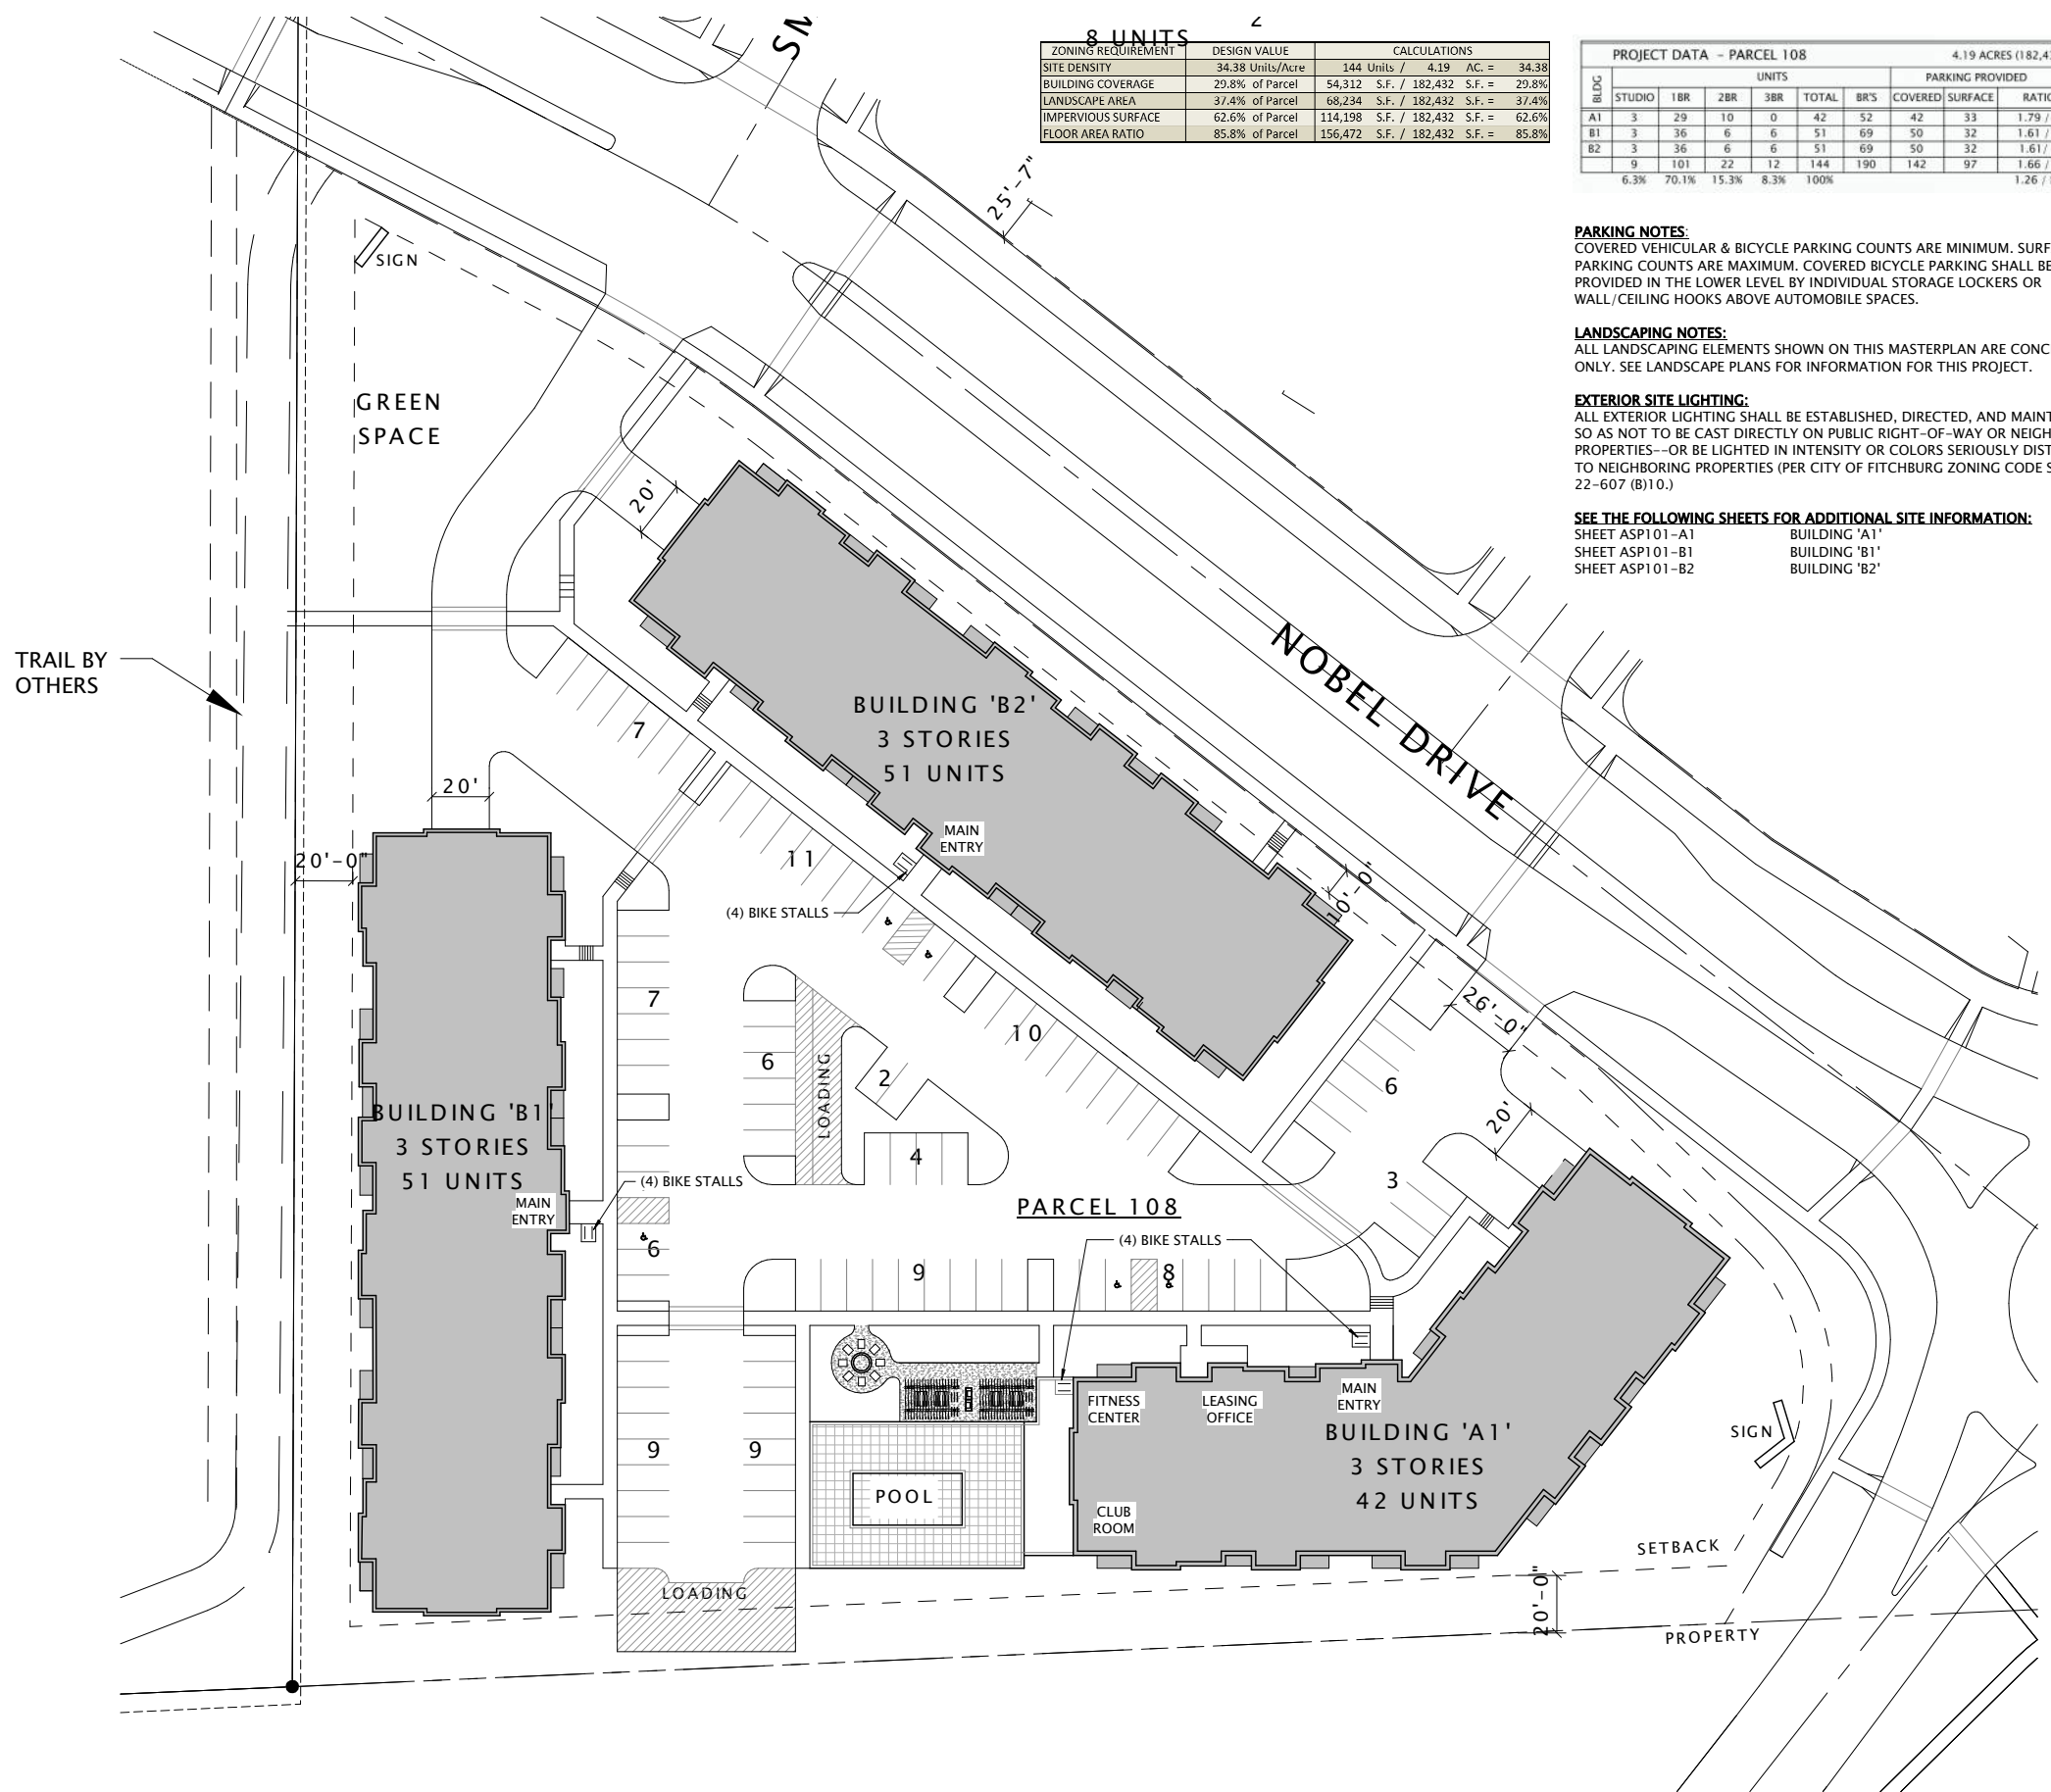 8 UNITS
2
SM
ZONING REQUIREMENT DESIGN VALUE CALCULATIONS
SITE DENSITY 34.38 Units/Acre 144 Units / 4.19 AC. = 34.38
BUILDING COVERAGE 29.8% of Parcel 54,312 S.F. / 182,432 S.F. = 29.8%
LANDSCAPE AREA 37.4% of Parcel 68,234 S.F. / 182,432 S.F. = 37.4%
IMPERVIOUS SURFACE 62.6% of Parcel 114,198 S.F. / 182,432 S.F. = 62.6%
FLOOR AREA RATIO 85.8% of Parcel 156,472 S.F. / 182,432 S.F. = 85.8%
PROJECT DATA - PARCEL 108 4.19 ACRES (182,43
BLDG UNITS PARKING PROVIDED
STUDIO 1BR 2BR 3BR TOTAL BR'S COVERED SURFACE RATIO
A1 3 29 10 0 42 52 42 33 1.79 /
B1 3 36 6 6 51 69 50 32 1.61 /
B2 3 36 6 6 51 69 50 32 1.61/
9 101 22 12 144 190 142 97 1.66 /
6.3% 70.1% 15.3% 8.3% 100% 1.26 /
PARKING NOTES:
COVERED VEHICULAR & BICYCLE PARKING COUNTS ARE MINIMUM. SURF
PARKING COUNTS ARE MAXIMUM. COVERED BICYCLE PARKING SHALL BE
PROVIDED IN THE LOWER LEVEL BY INDIVIDUAL STORAGE LOCKERS OR
WALL/CEILING HOOKS ABOVE AUTOMOBILE SPACES.
LANDSCAPING NOTES:
ALL LANDSCAPING ELEMENTS SHOWN ON THIS MASTERPLAN ARE CONC
ONLY. SEE LANDSCAPE PLANS FOR INFORMATION FOR THIS PROJECT.
EXTERIOR SITE LIGHTING:
ALL EXTERIOR LIGHTING SHALL BE ESTABLISHED, DIRECTED, AND MAINT
SO AS NOT TO BE CAST DIRECTLY ON PUBLIC RIGHT-OF-WAY OR NEIGH
PROPERTIES--OR BE LIGHTED IN INTENSITY OR COLORS SERIOUSLY DIST
TO NEIGHBORING PROPERTIES (PER CITY OF FITCHBURG ZONING CODE S
22-607 (B)10.)
SEE THE FOLLOWING SHEETS FOR ADDITIONAL SITE INFORMATION:
SHEET ASP101-A1 BUILDING 'A1'
SHEET ASP101-B1 BUILDING 'B1'
SHEET ASP101-B2 BUILDING 'B2'
25'-7"
SIGN
GREEN
SPACE
20'
TRAIL BY
OTHERS
NOBEL DRIVE
BUILDING 'B2'
3 STORIES
51 UNITS
7
20'
MAIN
ENTRY
11
20'-0"
10'-0"
(4) BIKE STALLS
7
10
26'-0"
6
LOADING
2
6
20'
BUILDING 'B1'
3 STORIES
51 UNITS
4
MAIN
ENTRY
(4) BIKE STALLS
3
PARCEL 108
(4) BIKE STALLS
6
9
8
FITNESS
CENTER
LEASING
OFFICE
MAIN
ENTRY
BUILDING 'A1'
3 STORIES
42 UNITS
SIGN
9
9
POOL
CLUB
ROOM
SETBACK
LOADING
20'-0"
PROPERTY